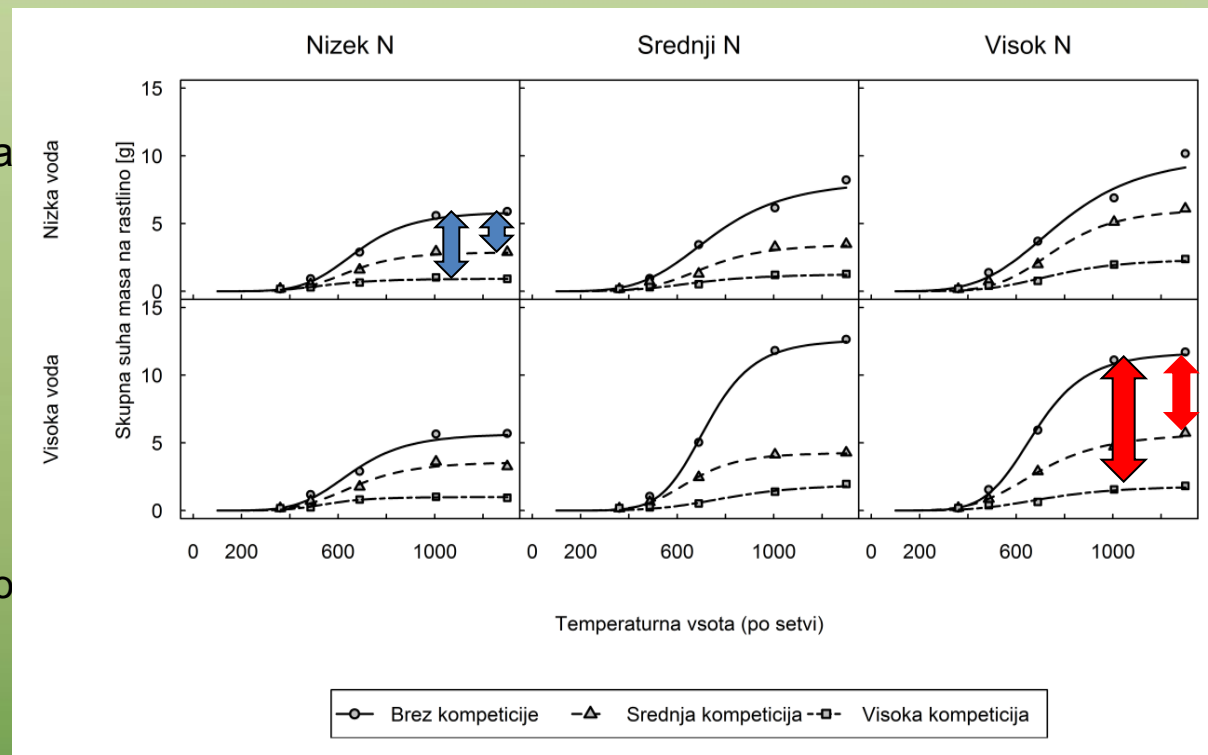 Nizek N
Srednji N
Visok N
a
Nizka voda
Visoka voda
Skupna suha masa na rastlino [g]
15
10
5
0
15
10
5
0
0 200 600 1000
0 200 600 1000
0 200 600 1000
o
Temperaturna vsota (po setvi)
Brez kompeticije
Srednja kompeticija
Visoka kompeticija